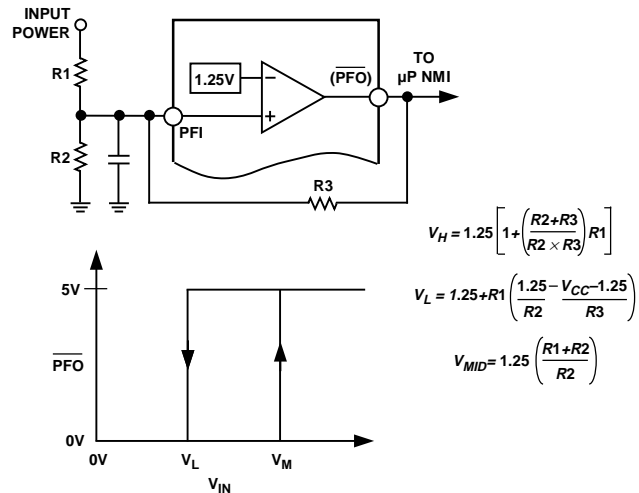 INPUT
POWER
R1
R2
1.25V
−
+
PFI
(PFO)
TO
µP NMI
R3
V_H = 1.25 [1+((R2+R3)/(R2 × R3))R1]
V_L = 1.25+R1 (1.25/R2 − (V_CC–1.25)/R3)
V_MID = 1.25 ((R1+R2)/R2)
5V
PFO
0V
0V
V_L
V_M
V_IN